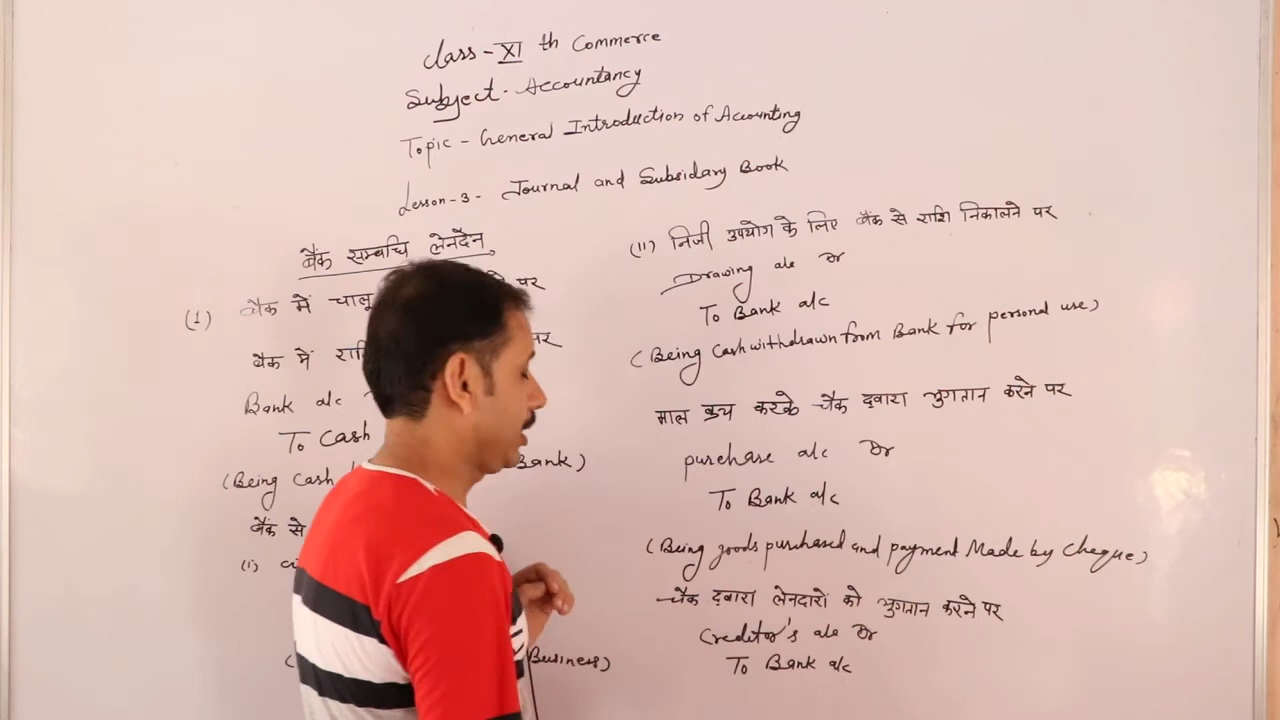 Class - XI th Commerce
Subject - Accountancy
Topic - General Introduction of Accounting
Lesson - 3 - Journal and Subsidary Book
बैंक सम्बधि लेनदेन
(1) बैक में चालू पर
बैक में राशि पर
Bank a/c
To Cash
(Being Cash Bank)
बैंक से
(i)
( Business)
(II) निजी उपयोग के लिए बैंक से राशि निकालने पर
Drawing a/c Dr
To Bank a/c
(Being Cash withdrawn from Bank for personal use)
माल क्रय करके चैक द्वारा भुगतान करने पर
purchase a/c Dr
To Bank a/c
(Being goods purchased and payment Made by Cheque)
चैक द्वारा लेनदारों को भुगतान करने पर
Creditor's a/c Dr
To Bank a/c